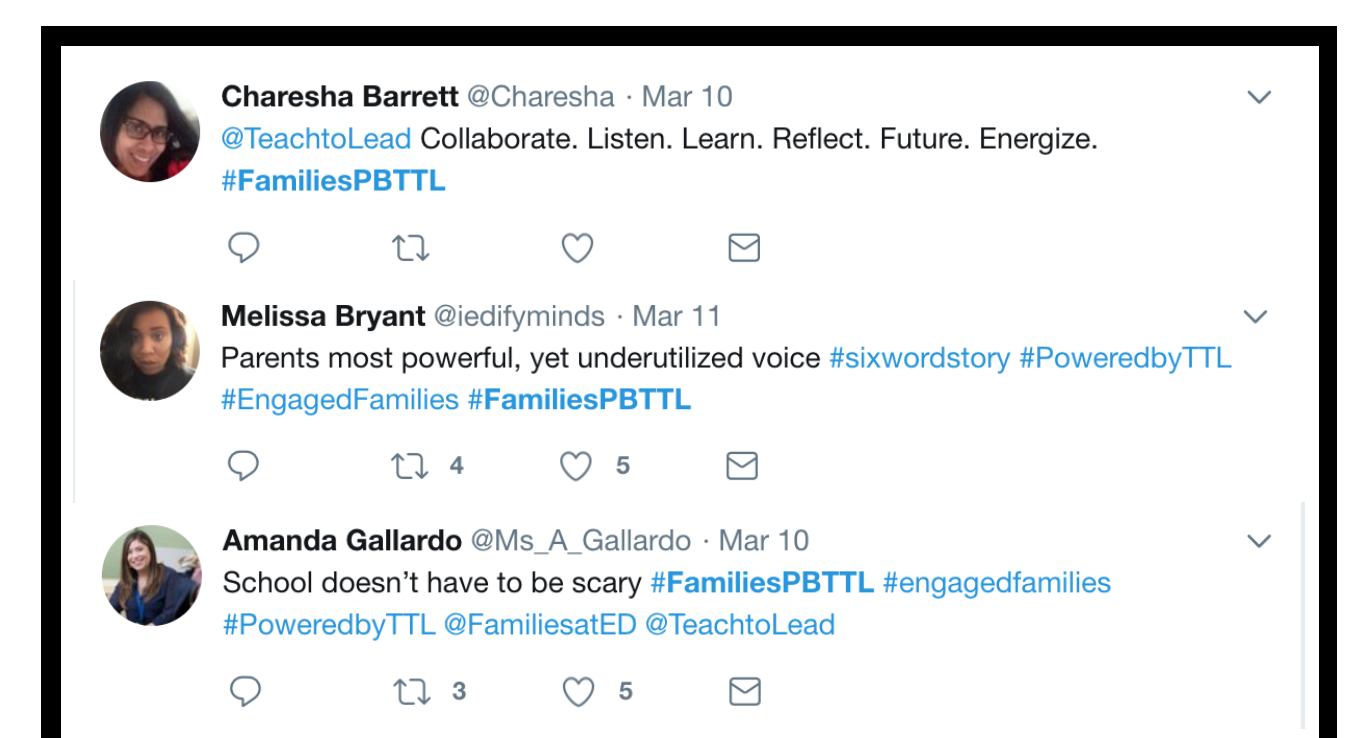 Charesha Barrett @Charesha · Mar 10
@TeachtoLead Collaborate. Listen. Learn. Reflect. Future. Energize.
#FamiliesPBTTL
Melissa Bryant @iedifyminds · Mar 11
Parents most powerful, yet underutilized voice #sixwordstory #PoweredbyTTL
#EngagedFamilies #FamiliesPBTTL
4 5
Amanda Gallardo @Ms_A_Gallardo · Mar 10
School doesn’t have to be scary #FamiliesPBTTL #engagedfamilies
#PoweredbyTTL @FamiliesatED @TeachtoLead
3 5